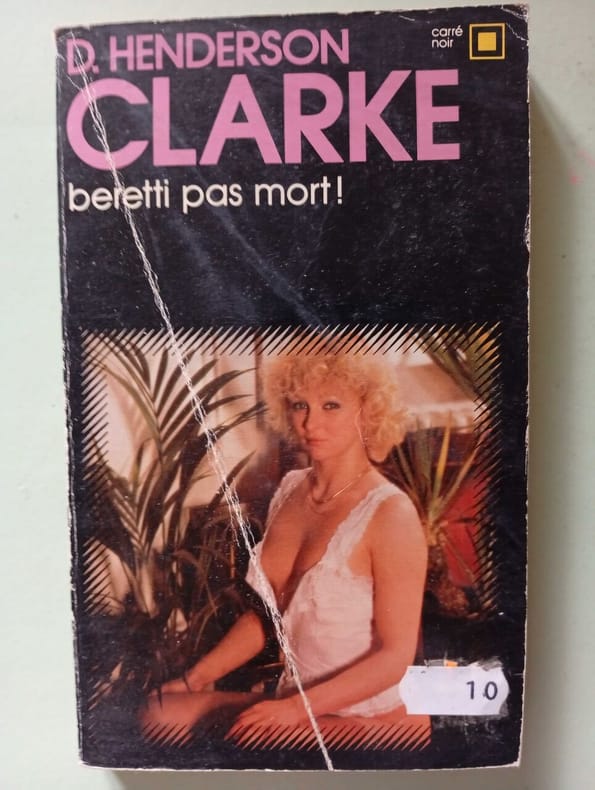 D. HENDERSON
CLARKE
beretti pas mort!
carré
noir
10